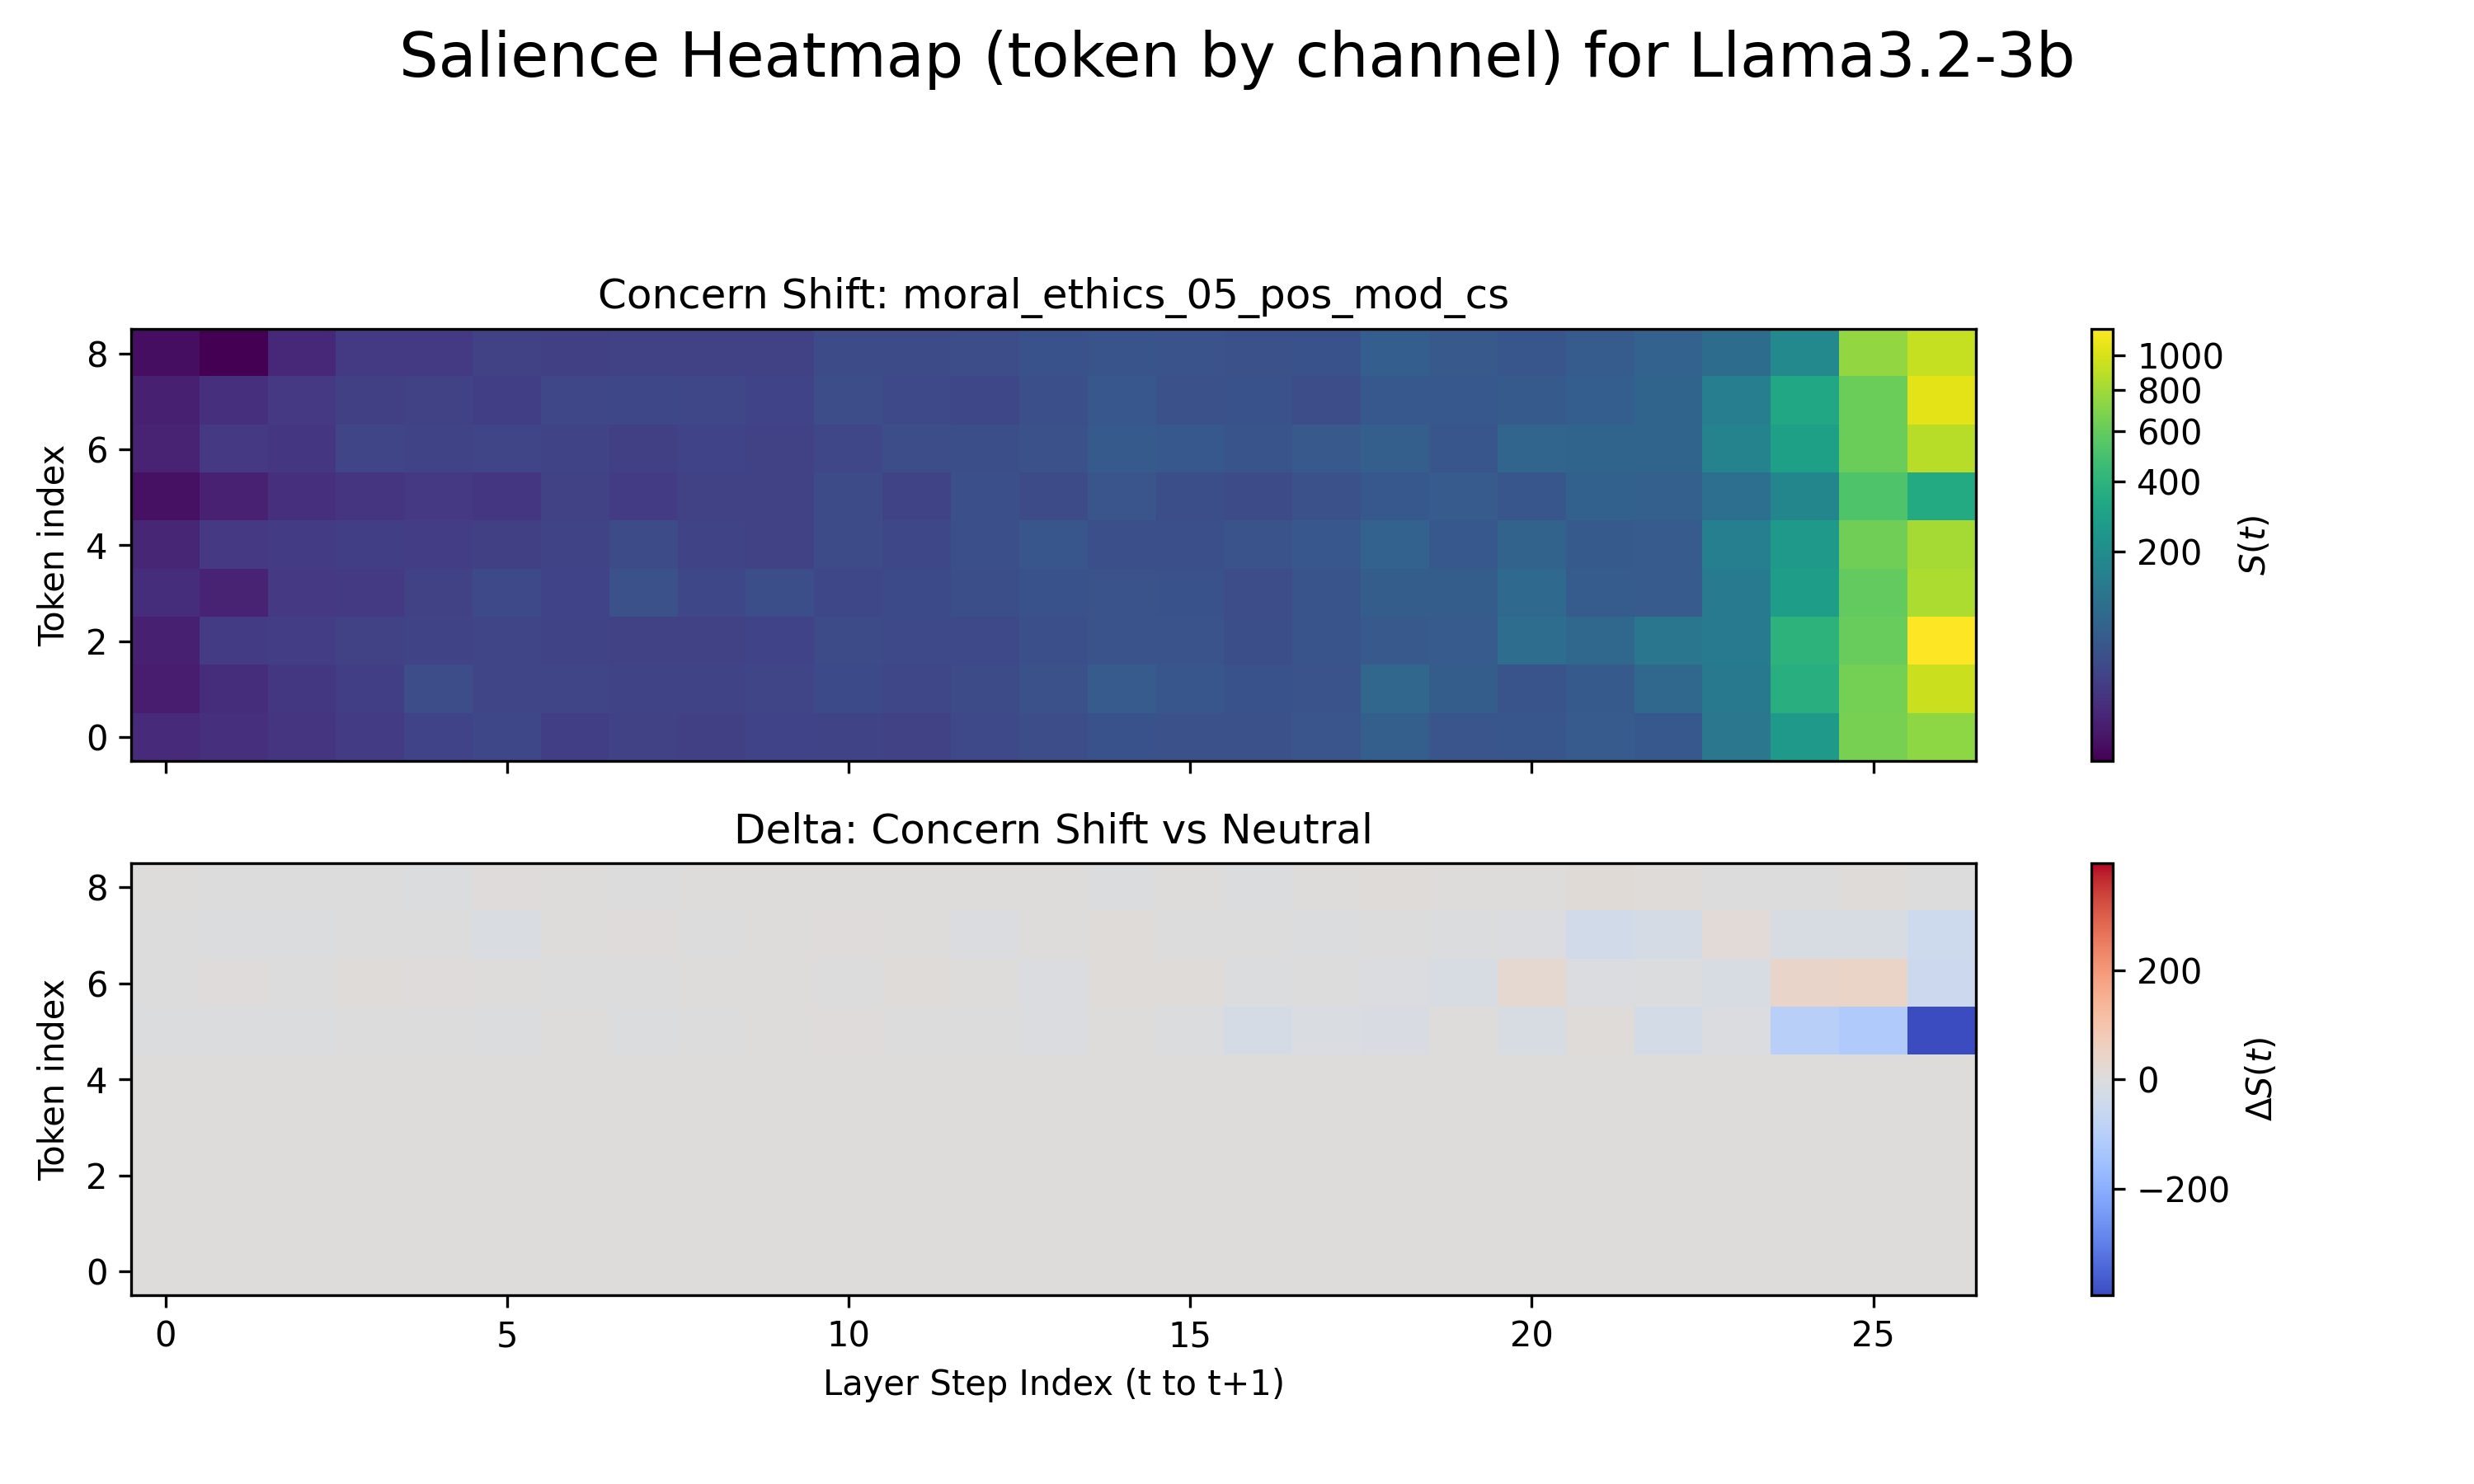 Salience Heatmap (token by channel) for Llama3.2-3b
Concern Shift: moral_ethics_05_pos_mod_cs
Token index
8
6
4
2
0
1000
800
600
400
200
S(t)
Delta: Concern Shift vs Neutral
Token index
8
6
4
2
0
0 5 10 15 20 25
Layer Step Index (t to t+1)
200
0
−200
ΔS(t)